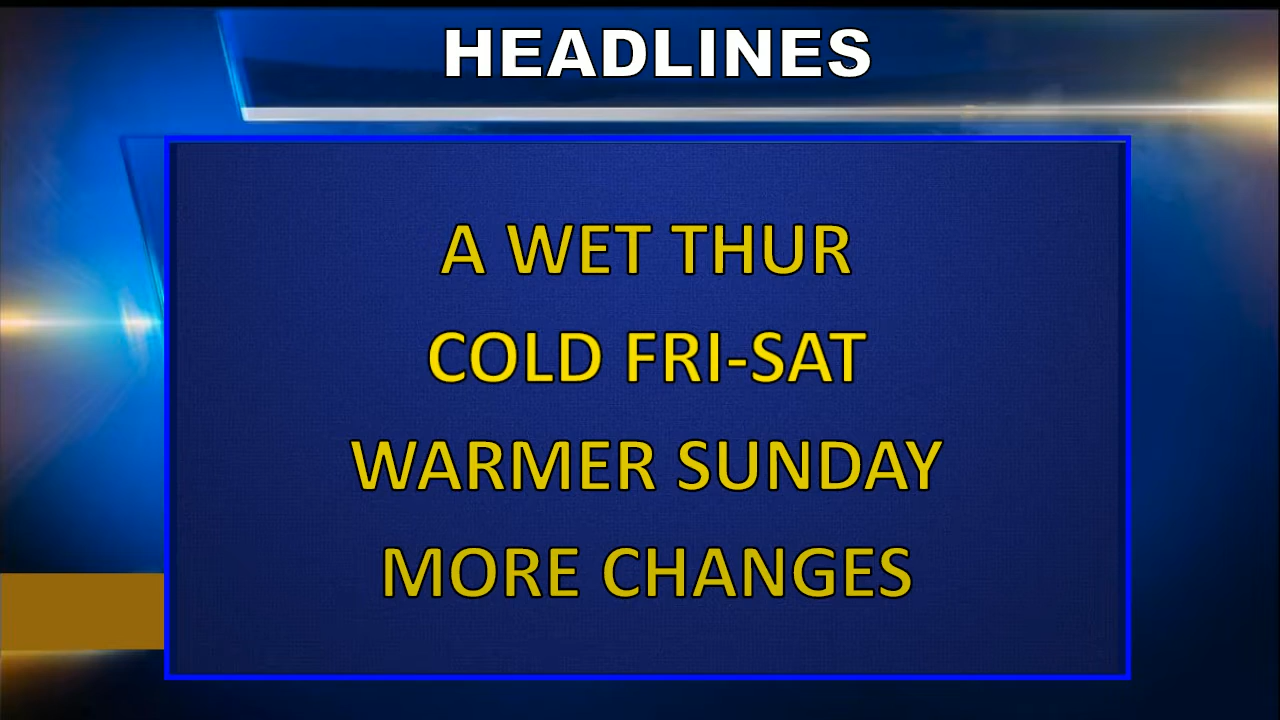 HEADLINES
A WET THUR
COLD FRI-SAT
WARMER SUNDAY
MORE CHANGES